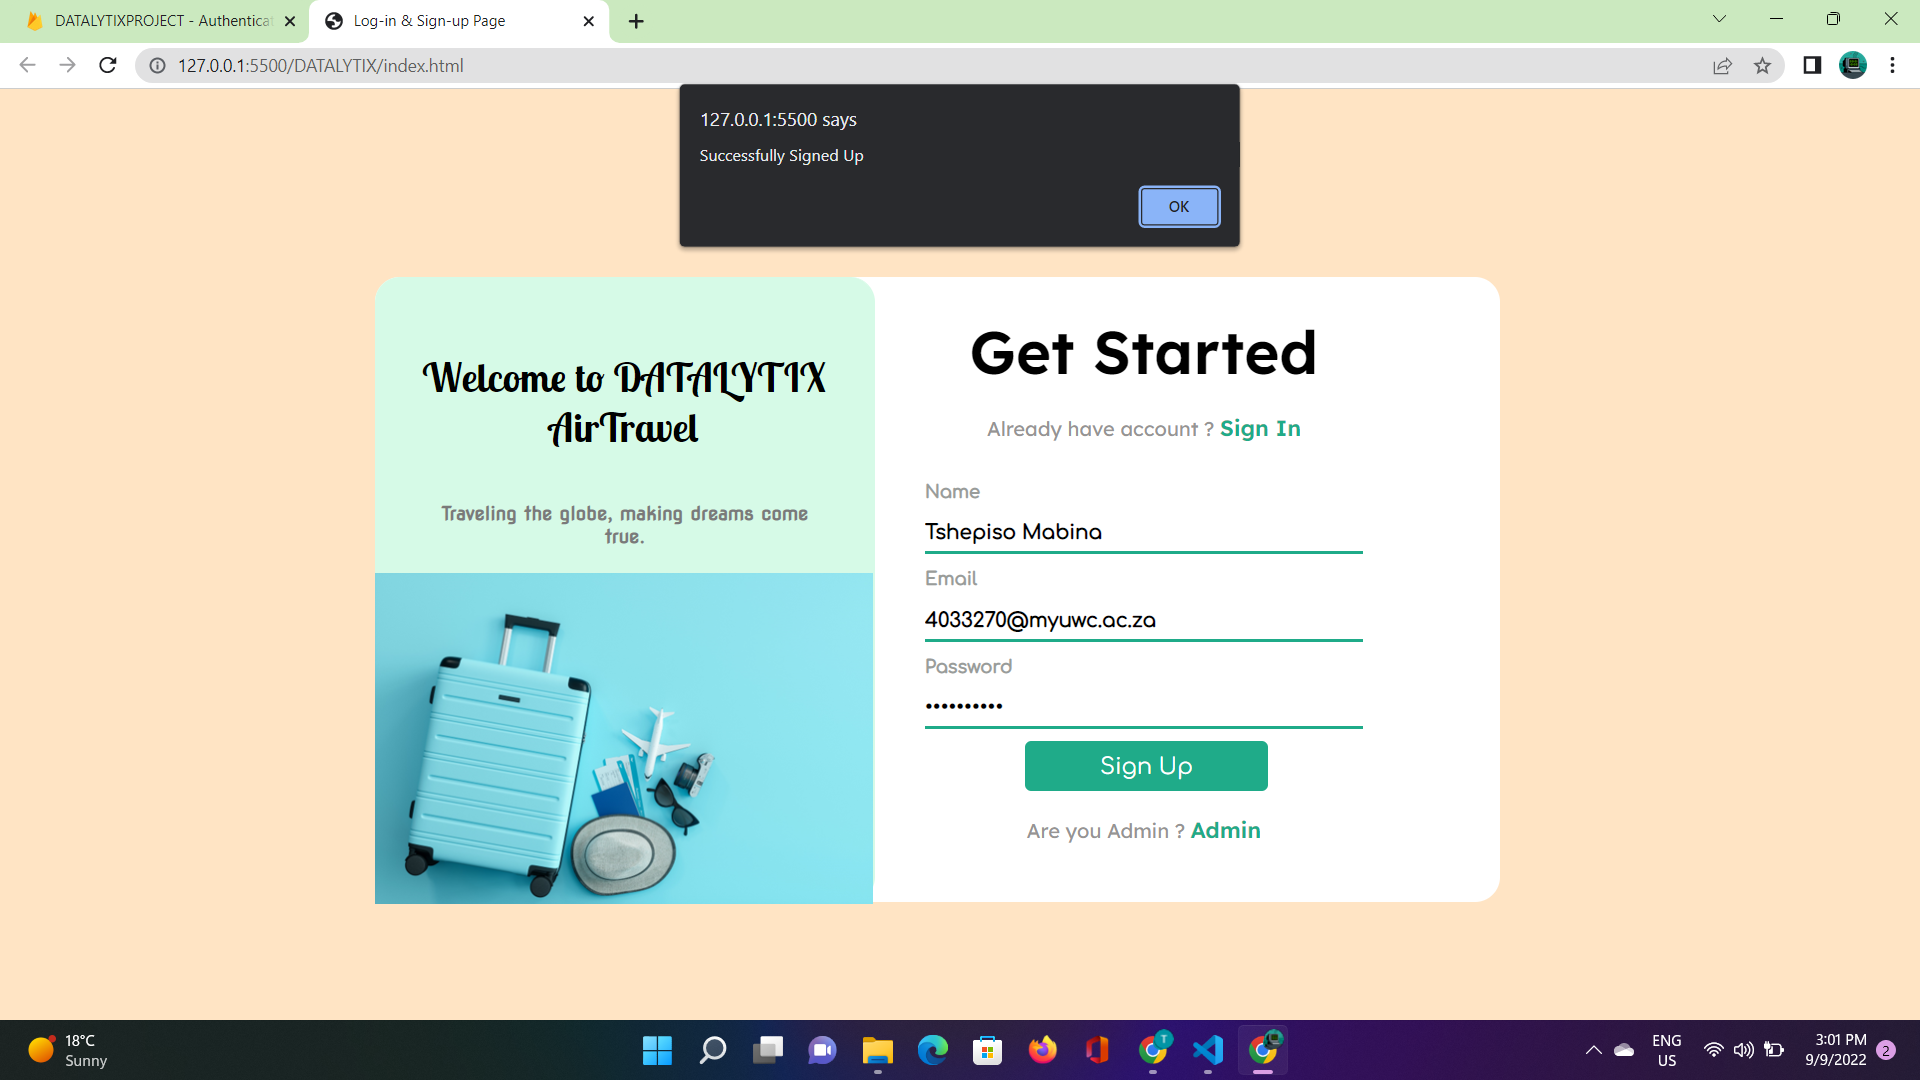 DATALYTIXPROJECT - Authenticat
Log-in & Sign-up Page
127.0.0.1:5500/DATALYTIX/index.html
127.0.0.1:5500 says
Successfully Signed Up
OK
Welcome to DATALYTIX
AirTravel
Traveling the globe, making dreams come
true.
Get Started
Already have account ? Sign In
Name
Tshepiso Mabina
Email
4033270@myuwc.ac.za
Password
Sign Up
Are you Admin ? Admin
18°C
Sunny
T
ENG
US
3:01 PM
9/9/2022
2